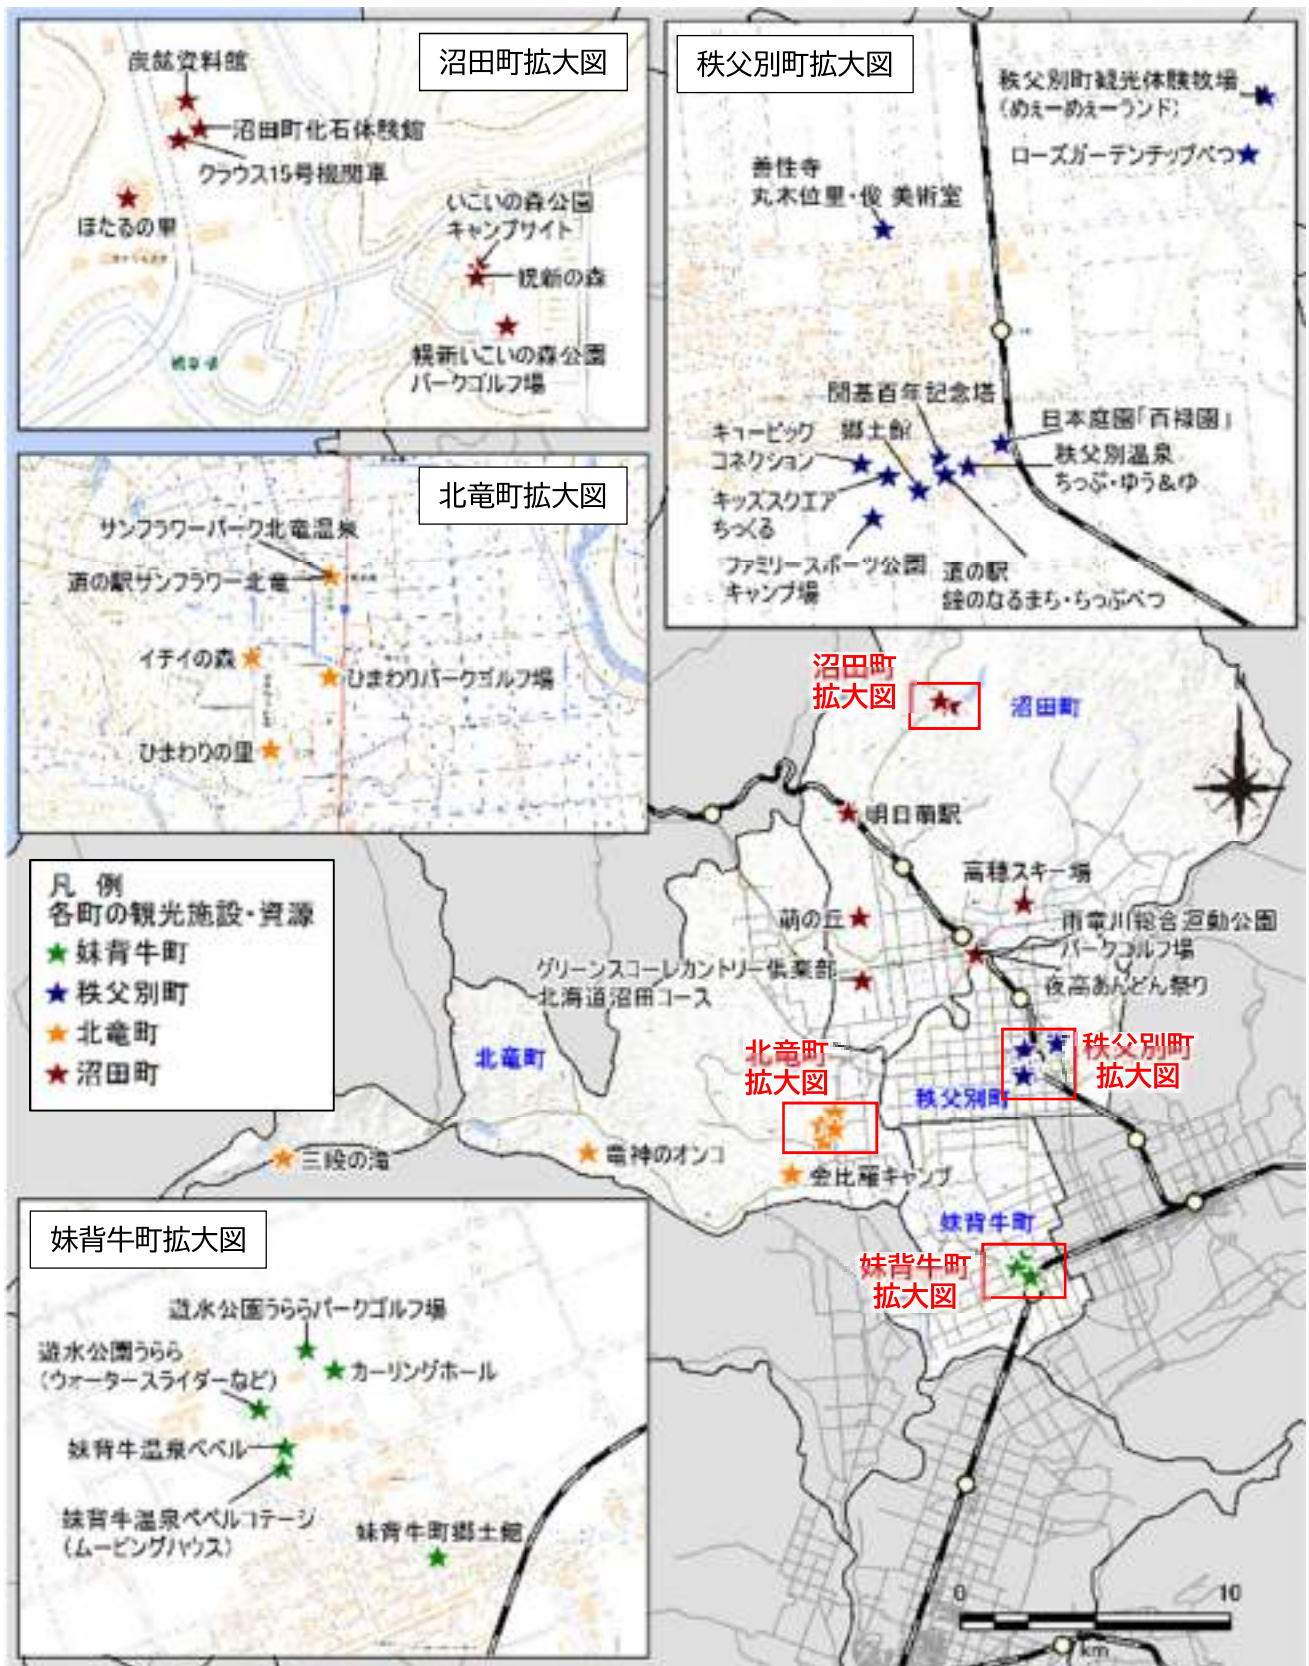 沼田町拡大図
炭鉱資料館
沼田町化石体験館
クラウス15号機関車
ほたるの里
いこいの森公園
キャンプサイト
幌新の森
幌新いこいの森公園
パークゴルフ場
秩父別町拡大図
秩父別町観光体験牧場
(めぇーめぇーランド)
ローズガーデンチップべつ
善性寺
丸木位里・俊 美術室
開基百年記念塔
日本庭園「百禄園」
キュービック
コネクション
郷土館
秩父別温泉
ちっぷ・ゆう&ゆ
キッズスクエア
ちっくる
ファミリースポーツ公園
キャンプ場
道の駅
鐘のなるまち・ちっぷべつ
北竜町拡大図
サンフラワーパーク北竜温泉
道の駅サンフラワー北竜
イチイの森
ひまわりパークゴルフ場
ひまわりの里
沼田町
拡大図
沼田町
明日萌駅
高穂スキー場
萌の丘
雨竜川総合運動公園
パークゴルフ場
グリーンスコーレカントリー倶楽部
北海道沼田コース
夜高あんどん祭り
北竜町
北竜町
拡大図
秩父別町
拡大図
秩父別町
三段の滝
竜神のオンコ
金比羅キャンプ
妹背牛町
妹背牛町
拡大図
凡 例
各町の観光施設・資源
妹背牛町
秩父別町
北竜町
沼田町
妹背牛町拡大図
遊水公園うららパークゴルフ場
遊水公園うらら
(ウォータースライダーなど)
カーリングホール
妹背牛温泉ペペル
妹背牛温泉ペペルコテージ
(ムービングハウス)
妹背牛町郷土館
0 10
km